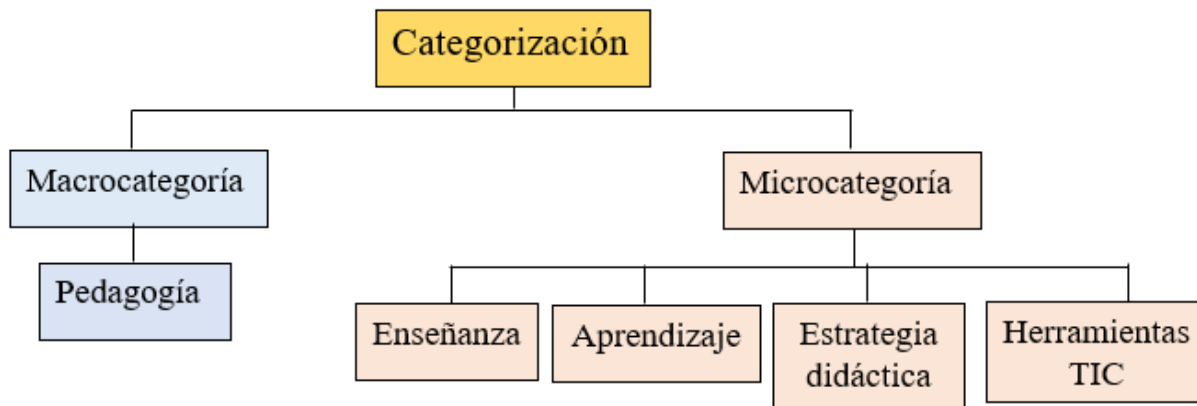 Categorización
Macrocategoría
Microcategoría
Pedagogía
Enseñanza
Aprendizaje
Estrategia
didáctica
Herramientas
TIC